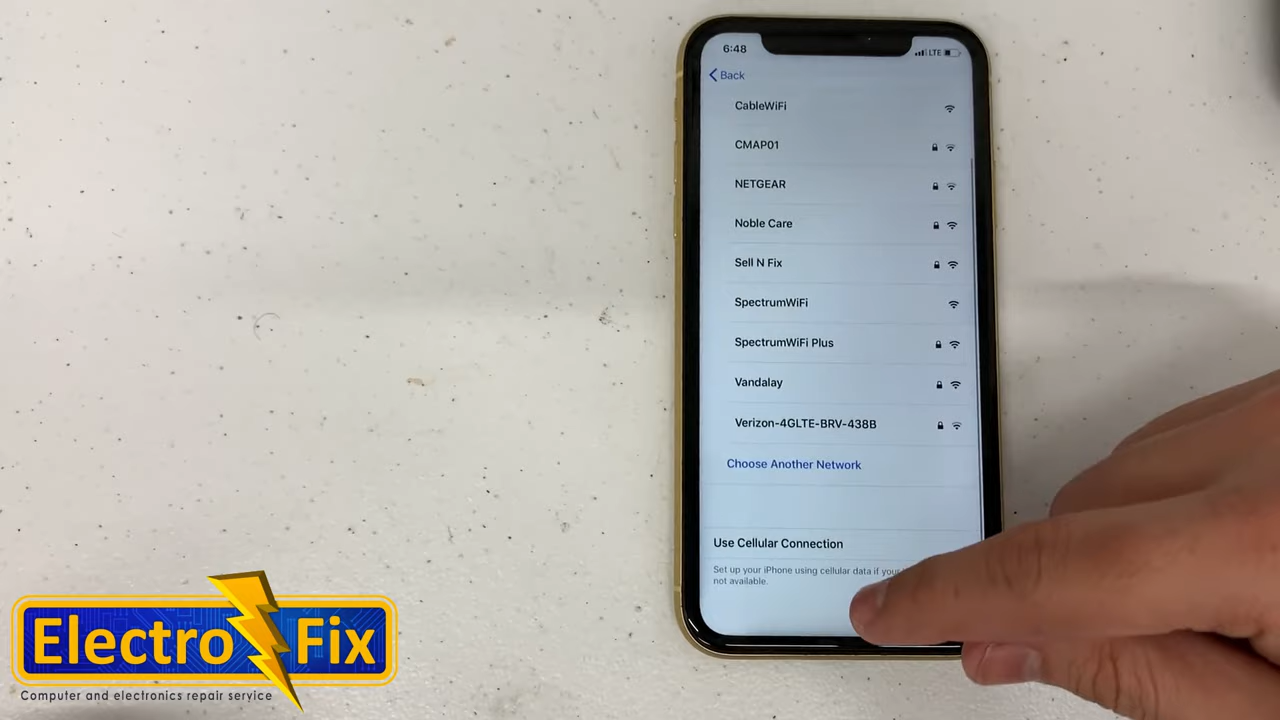 6:48
LTE
Back
CableWiFi
CMAP01
NETGEAR
Noble Care
Sell N Fix
SpectrumWiFi
SpectrumWiFi Plus
Vandalay
Verizon-4GLTE-BRV-438B
Choose Another Network
Use Cellular Connection
Set up your iPhone using cellular data if your
not available.
Electro Fix
Computer and electronics repair service